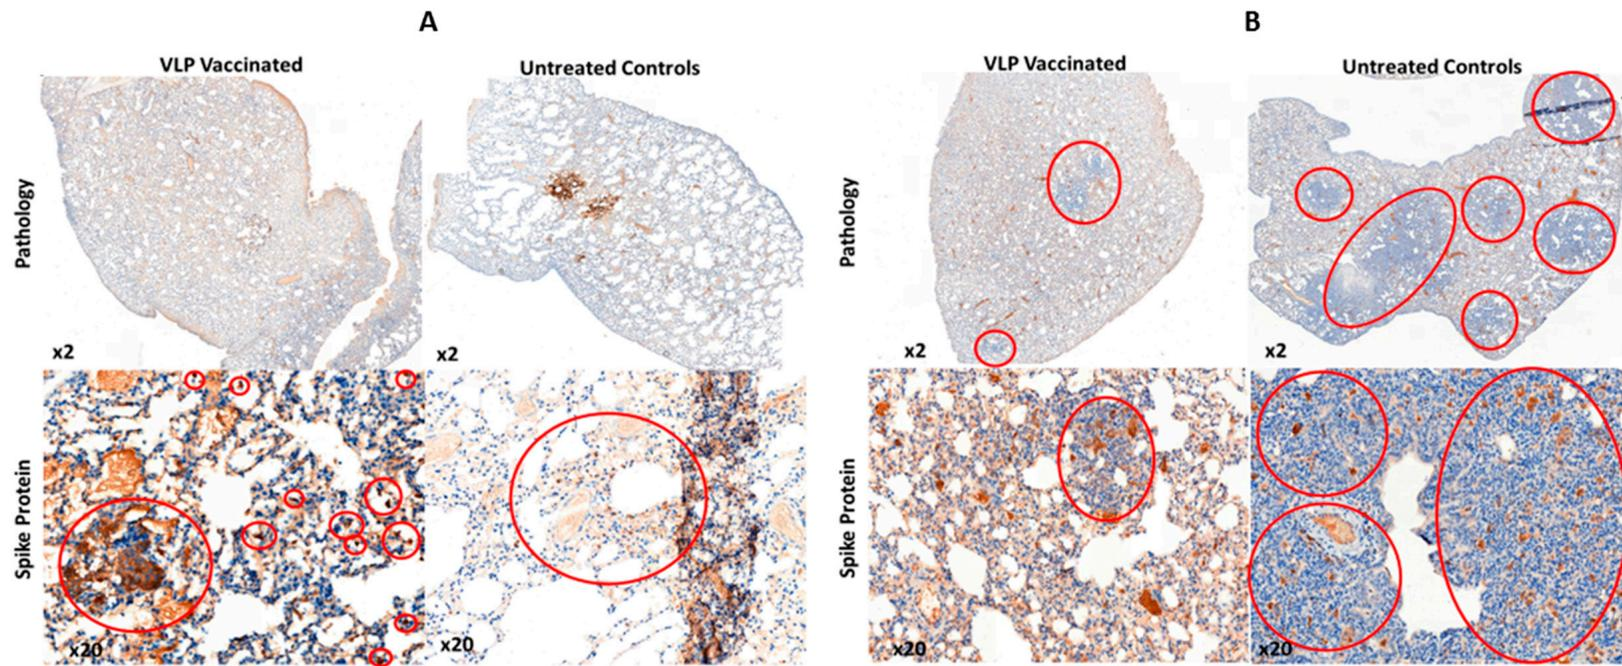 A
B
VLP Vaccinated
Untreated Controls
VLP Vaccinated
Untreated Controls
Pathology
Pathology
x2
x2
x2
x2
Spike Protein
Spike Protein
x20
x20
x20
x20